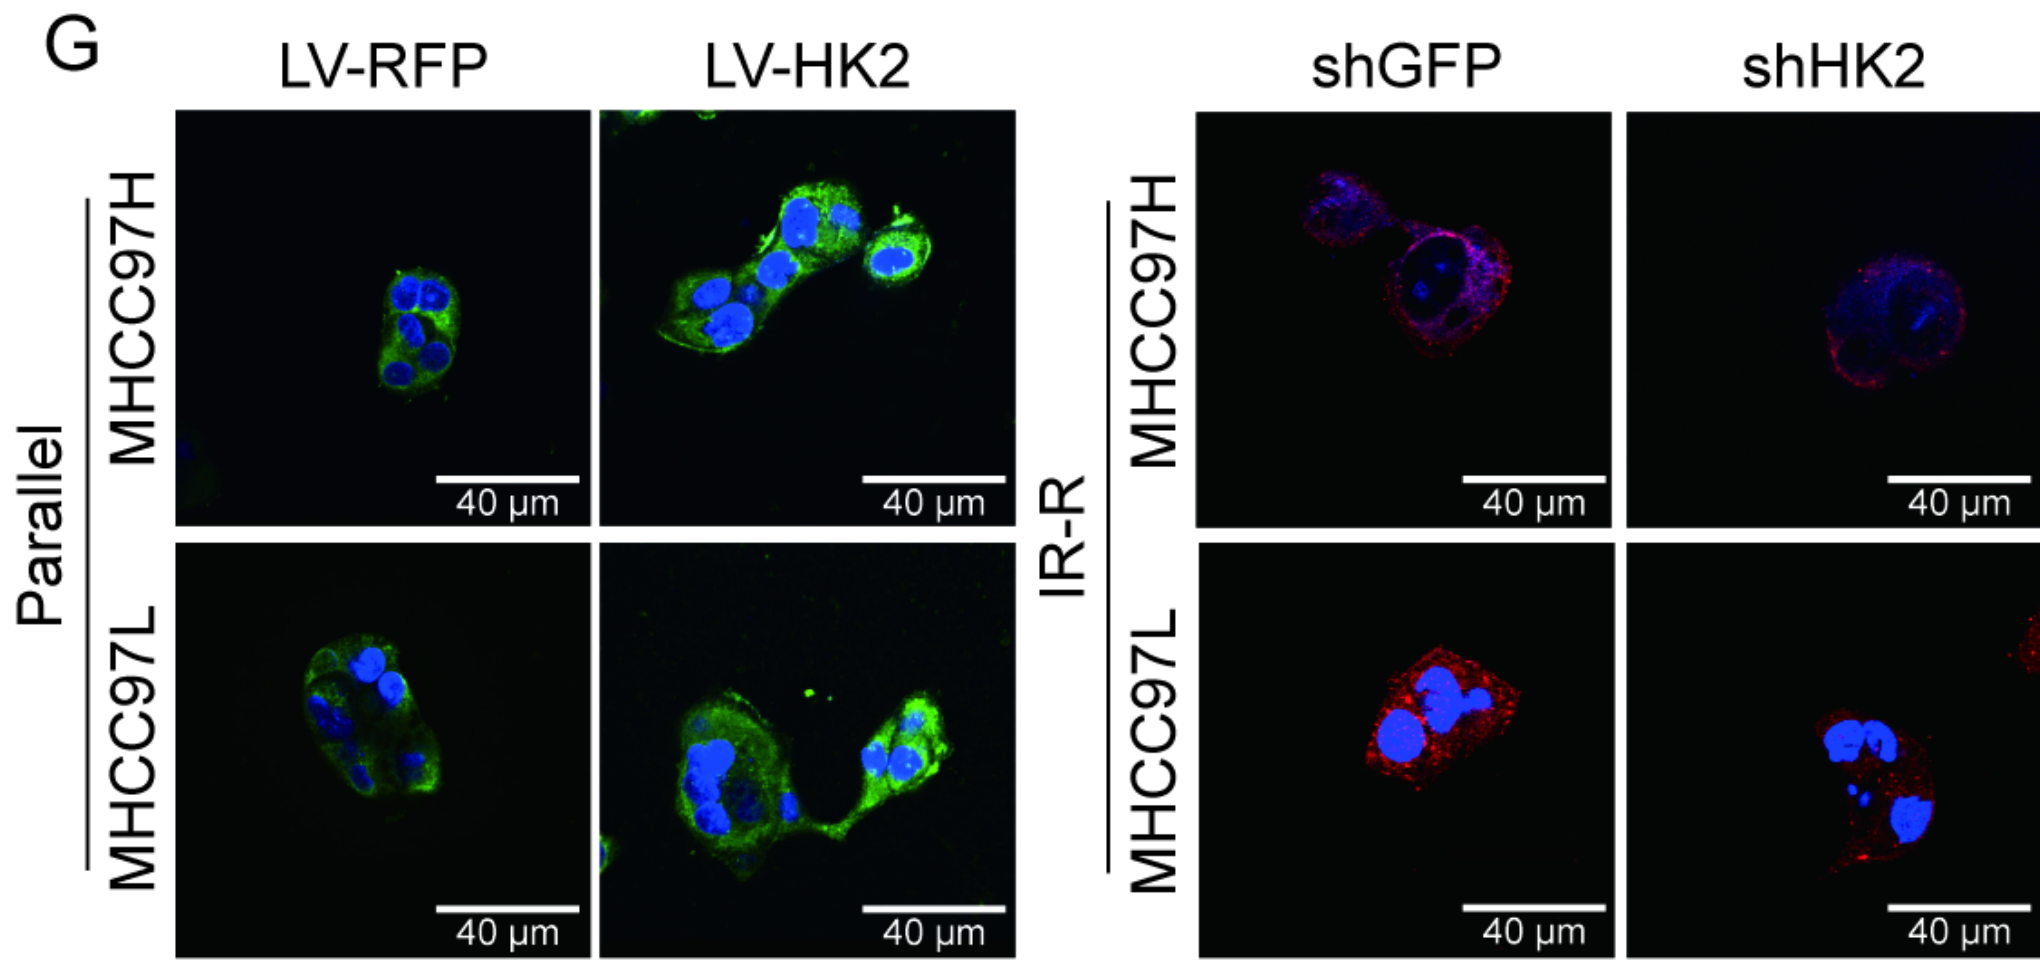 G
LV-RFP
LV-HK2
shGFP
shHK2
Parallel
MHCC97H
40 µm
40 µm
IR-R
MHCC97H
40 µm
40 µm
MHCC97L
40 µm
40 µm
MHCC97L
40 µm
40 µm